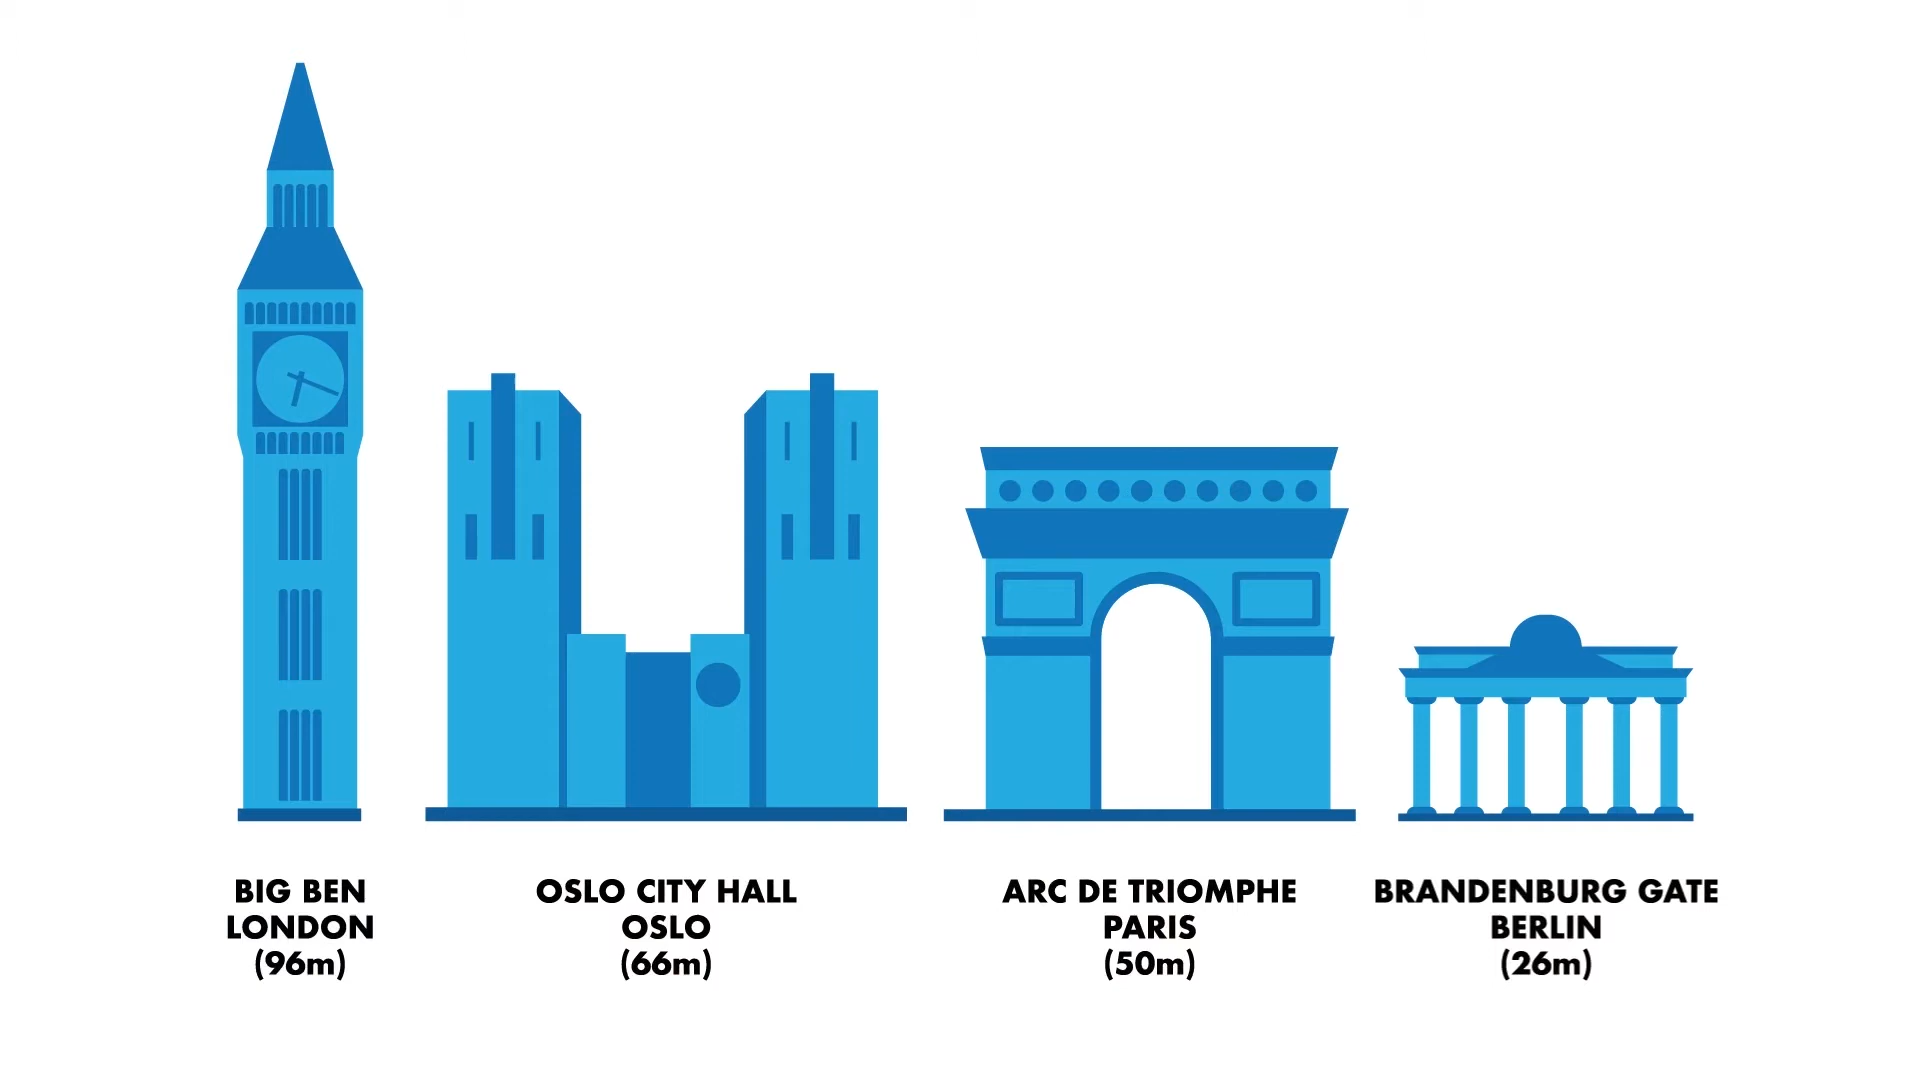 BIG BEN
LONDON
(96m)
OSLO CITY HALL
OSLO
(66m)
ARC DE TRIOMPHE
PARIS
(50m)
BRANDENBURG GATE
BERLIN
(26m)